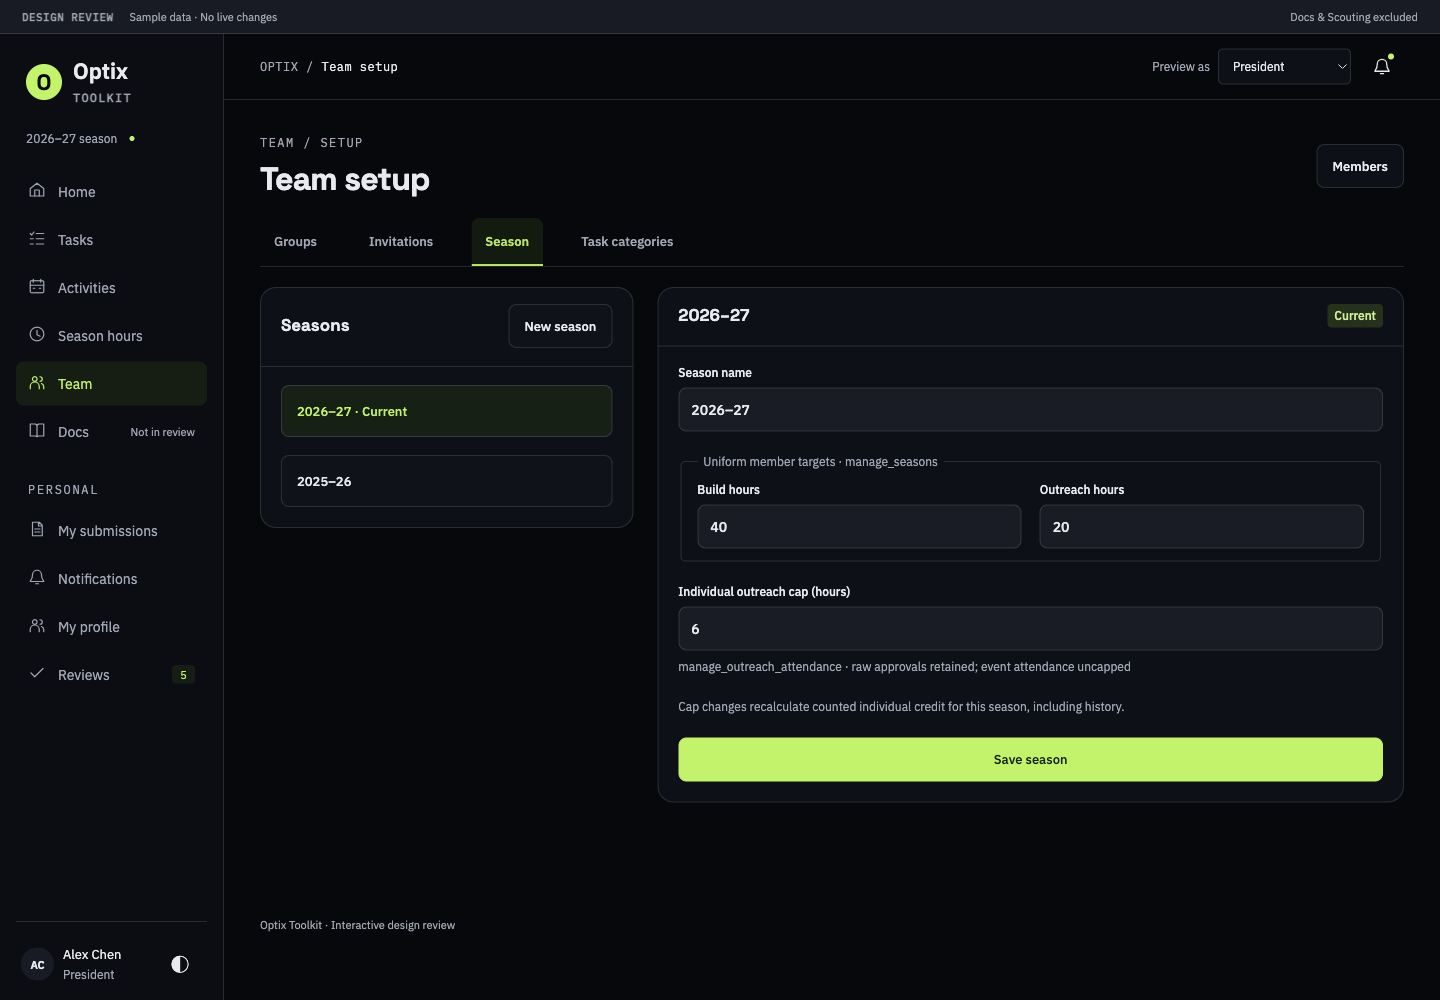 DESIGN REVIEW Sample data · No live changes Docs & Scouting excluded
O Optix
TOOLKIT
2026–27 season
Home
Tasks
Activities
Season hours
Team
Docs Not in review
PERSONAL
My submissions
Notifications
My profile
Reviews 5
AC Alex Chen
President
OPTIX / Team setup
Preview as President
TEAM / SETUP
Team setup
Members
Groups Invitations Season Task categories
Seasons New season
2026–27 · Current
2025–26
2026–27 Current
Season name
2026–27
Uniform member targets · manage_seasons
Build hours Outreach hours
40 20
Individual outreach cap (hours)
6
manage_outreach_attendance · raw approvals retained; event attendance uncapped
Cap changes recalculate counted individual credit for this season, including history.
Save season
Optix Toolkit · Interactive design review